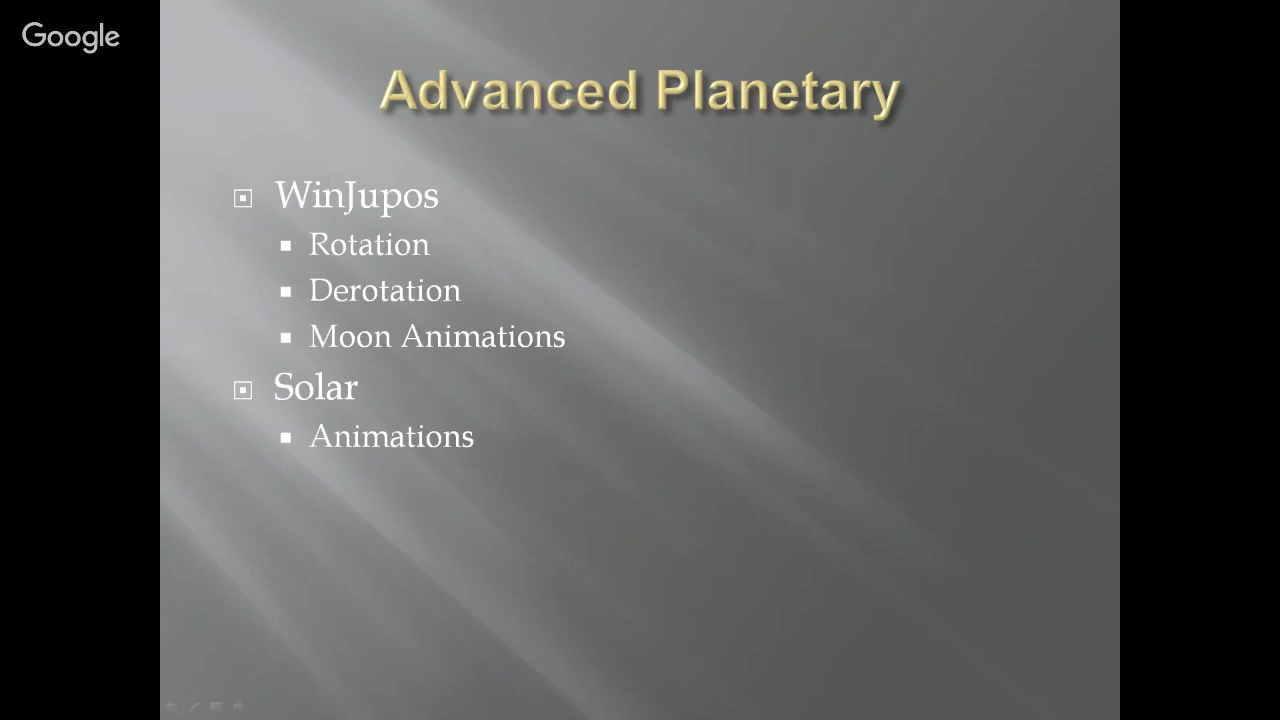 Google
Advanced Planetary
WinJupos
Rotation
Derotation
Moon Animations
Solar
Animations